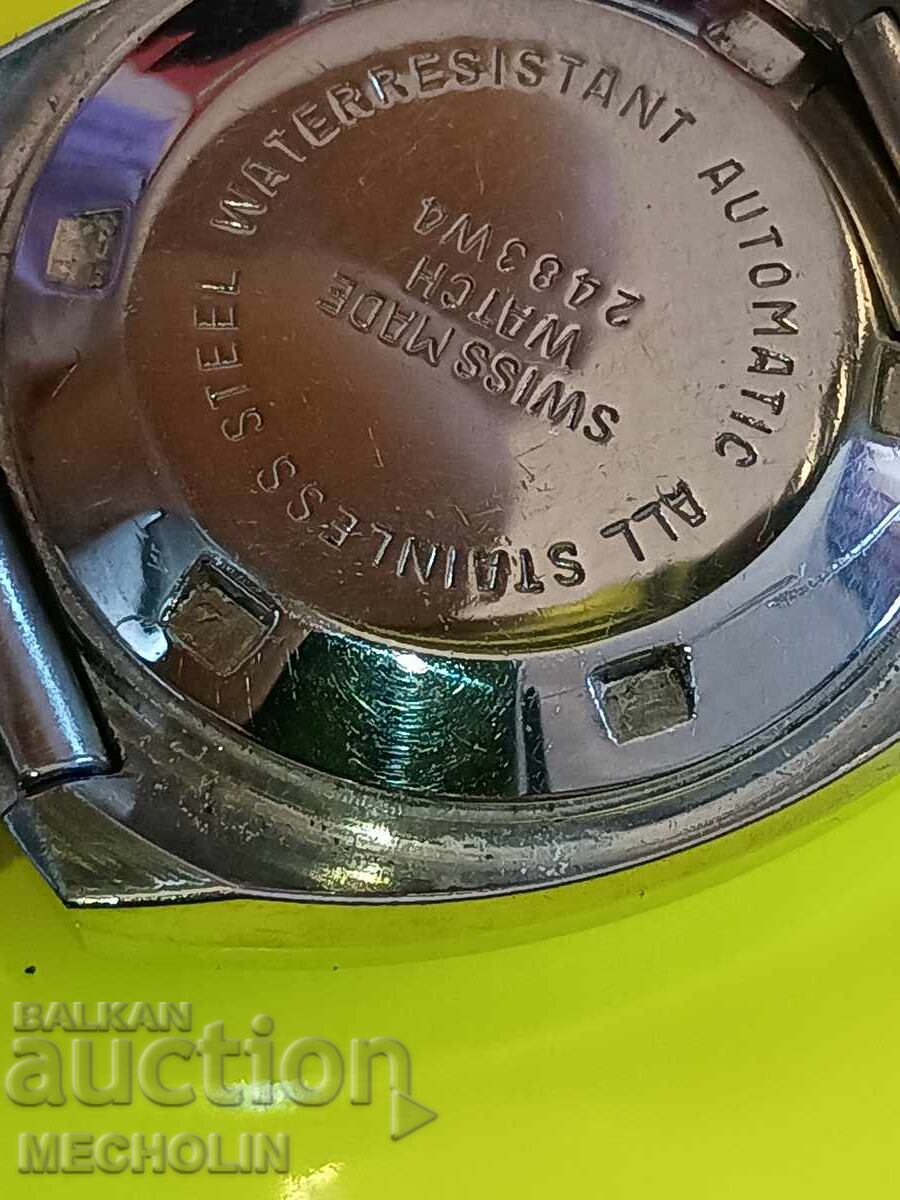 WATERRESISTANT AUTOMATIC ALL STAINLESS STEEL
SWISS MADE
WATCH
2483W4
BALKAN
auction
MECHOLIN